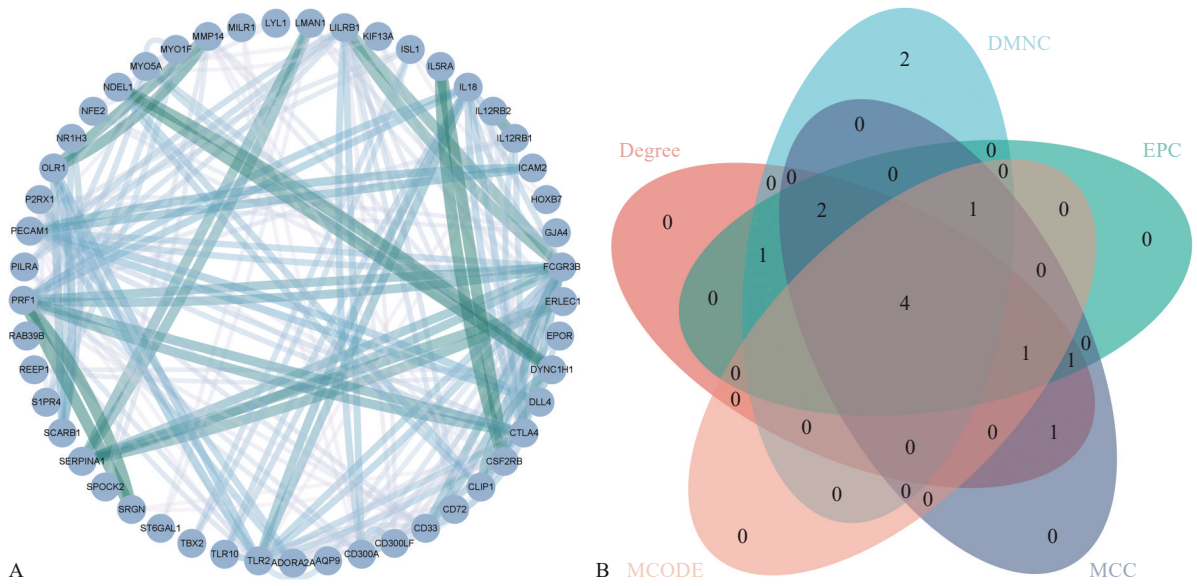 LYL1
LMAN1
LILRB1
KIF13A
ISL1
IL5RA
IL18
IL12RB2
IL12RB1
ICAM2
HOXB7
GJA4
FCGR3B
ERLEC1
EPOR
DYNC1H1
DLL4
CTLA4
CSF2RB
CLIP1
CD72
CD33
CD300LF
CD300A
AQP9
ADORA2A
TLR2
TLR10
TBX2
ST6GAL1
SRGN
SPOCK2
SERPINA1
SCARB1
S1PR4
REEP1
RAB39B
PRF1
PILRA
PECAM1
P2RX1
OLR1
NR1H3
NFE2
NDEL1
MYO5A
MYO1F
MMP14
MILR1
A
DMNC
2
0
Degree
EPC
0
0
0
0
0
0
2
1
0
0
0
1
0
0
4
0
1
1
0
0
0
0
0
1
0
0
0
0
0
0
MCODE
MCC
B